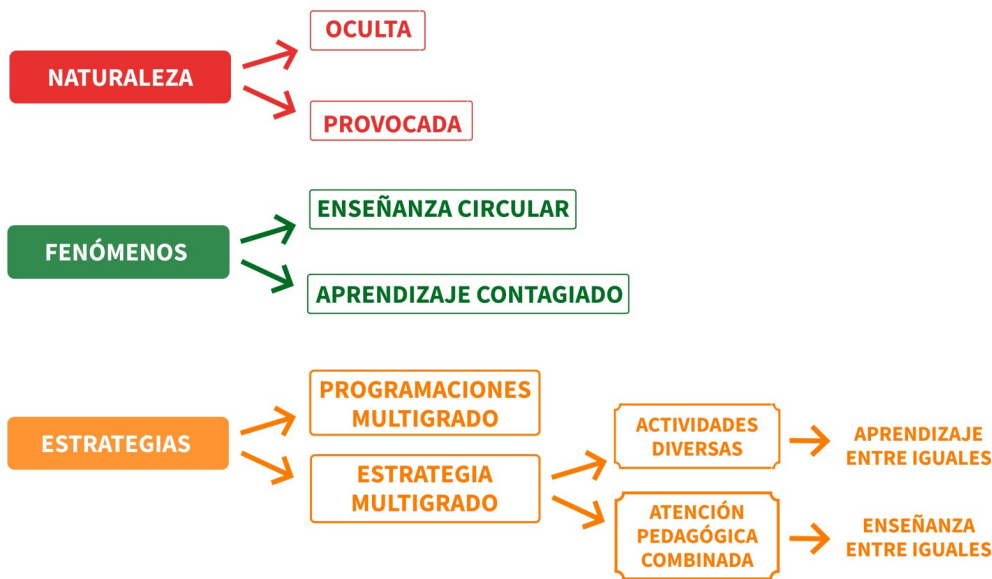 NATURALEZA
OCULTA
PROVOCADA
FENÓMENOS
ENSEÑANZA CIRCULAR
APRENDIZAJE CONTAGIADO
ESTRATEGIAS
PROGRAMACIONES
MULTIGRADO
ESTRATEGIA
MULTIGRADO
ACTIVIDADES
DIVERSAS
APRENDIZAJE
ENTRE IGUALES
ATENCIÓN
PEDAGÓGICA
COMBINADA
ENSEÑANZA
ENTRE IGUALES